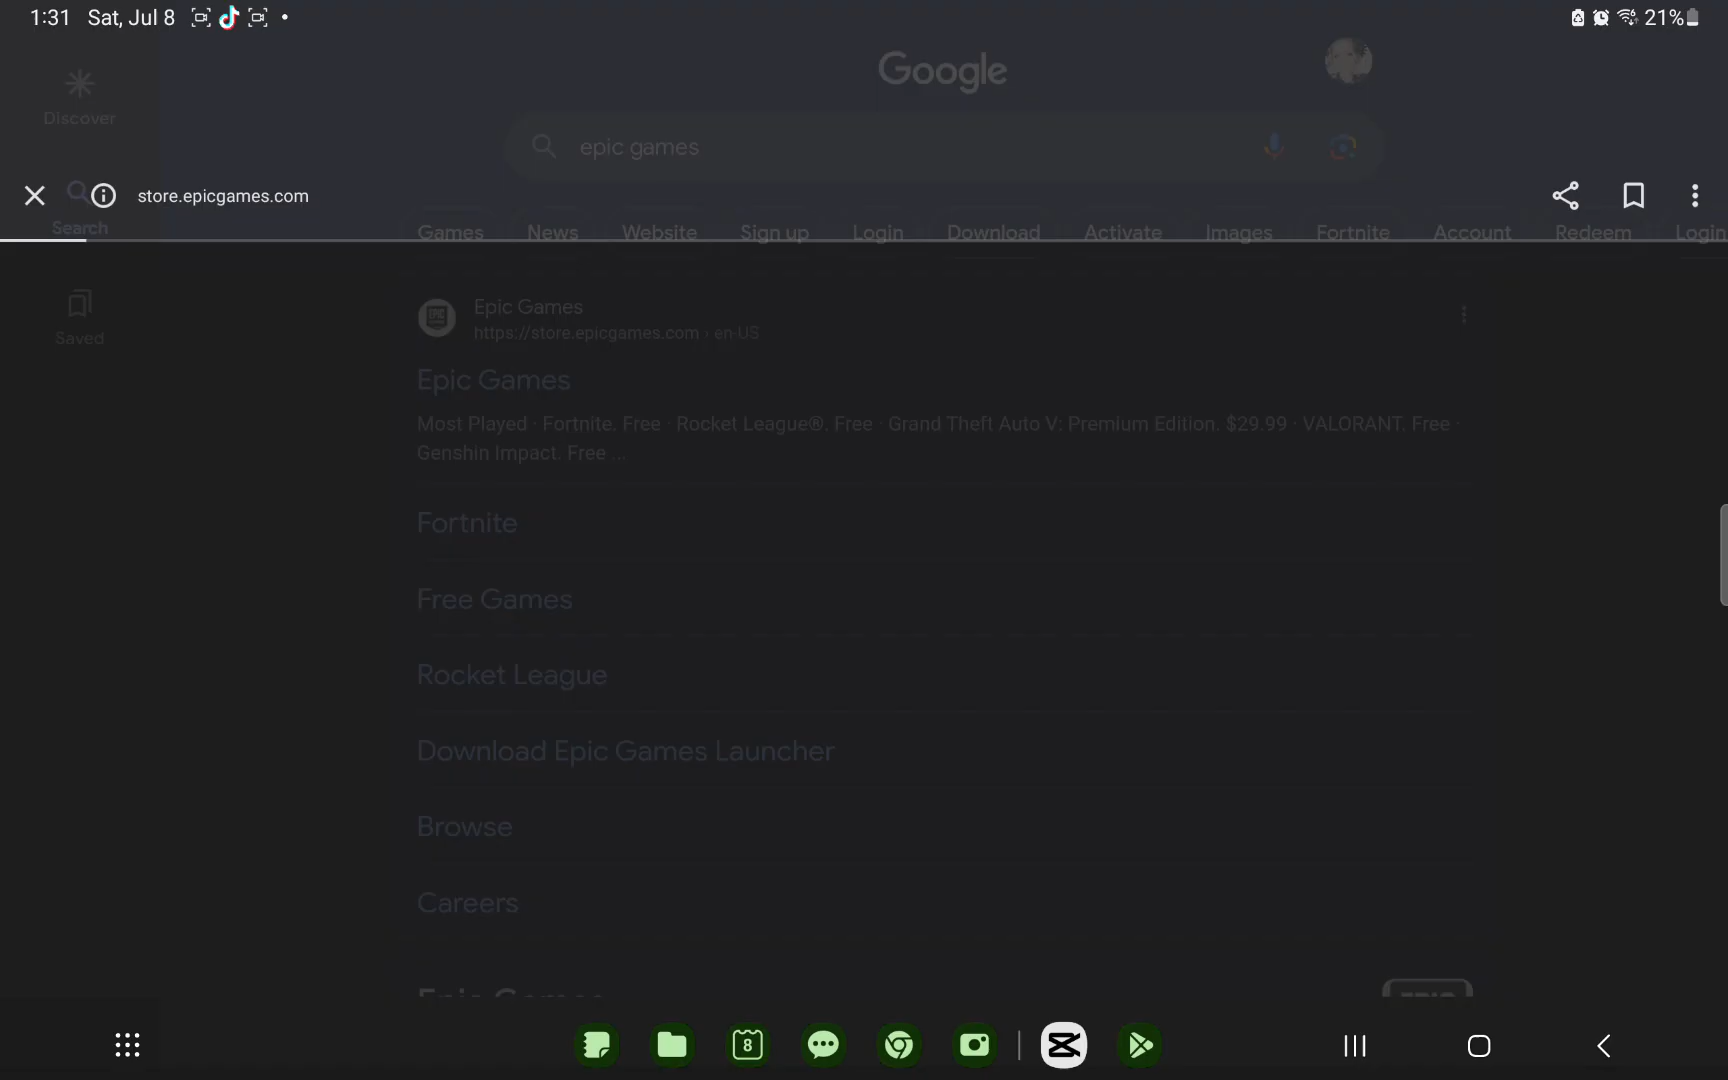 1:31 Sat, Jul 8
21%
Google
Discover
epic games
store.epicgames.com
Search
Games News Website Sign up Login Download Activate Images Fortnite Account Redeem Login
Epic Games
https://store.epicgames.com › en-US
Saved
Epic Games
Most Played · Fortnite. Free · Rocket League®. Free · Grand Theft Auto V: Premium Edition. $29.99 · VALORANT. Free ·
Genshin Impact. Free ...
Fortnite
Free Games
Rocket League
Download Epic Games Launcher
Browse
Careers
Epic Games
EPIC
8